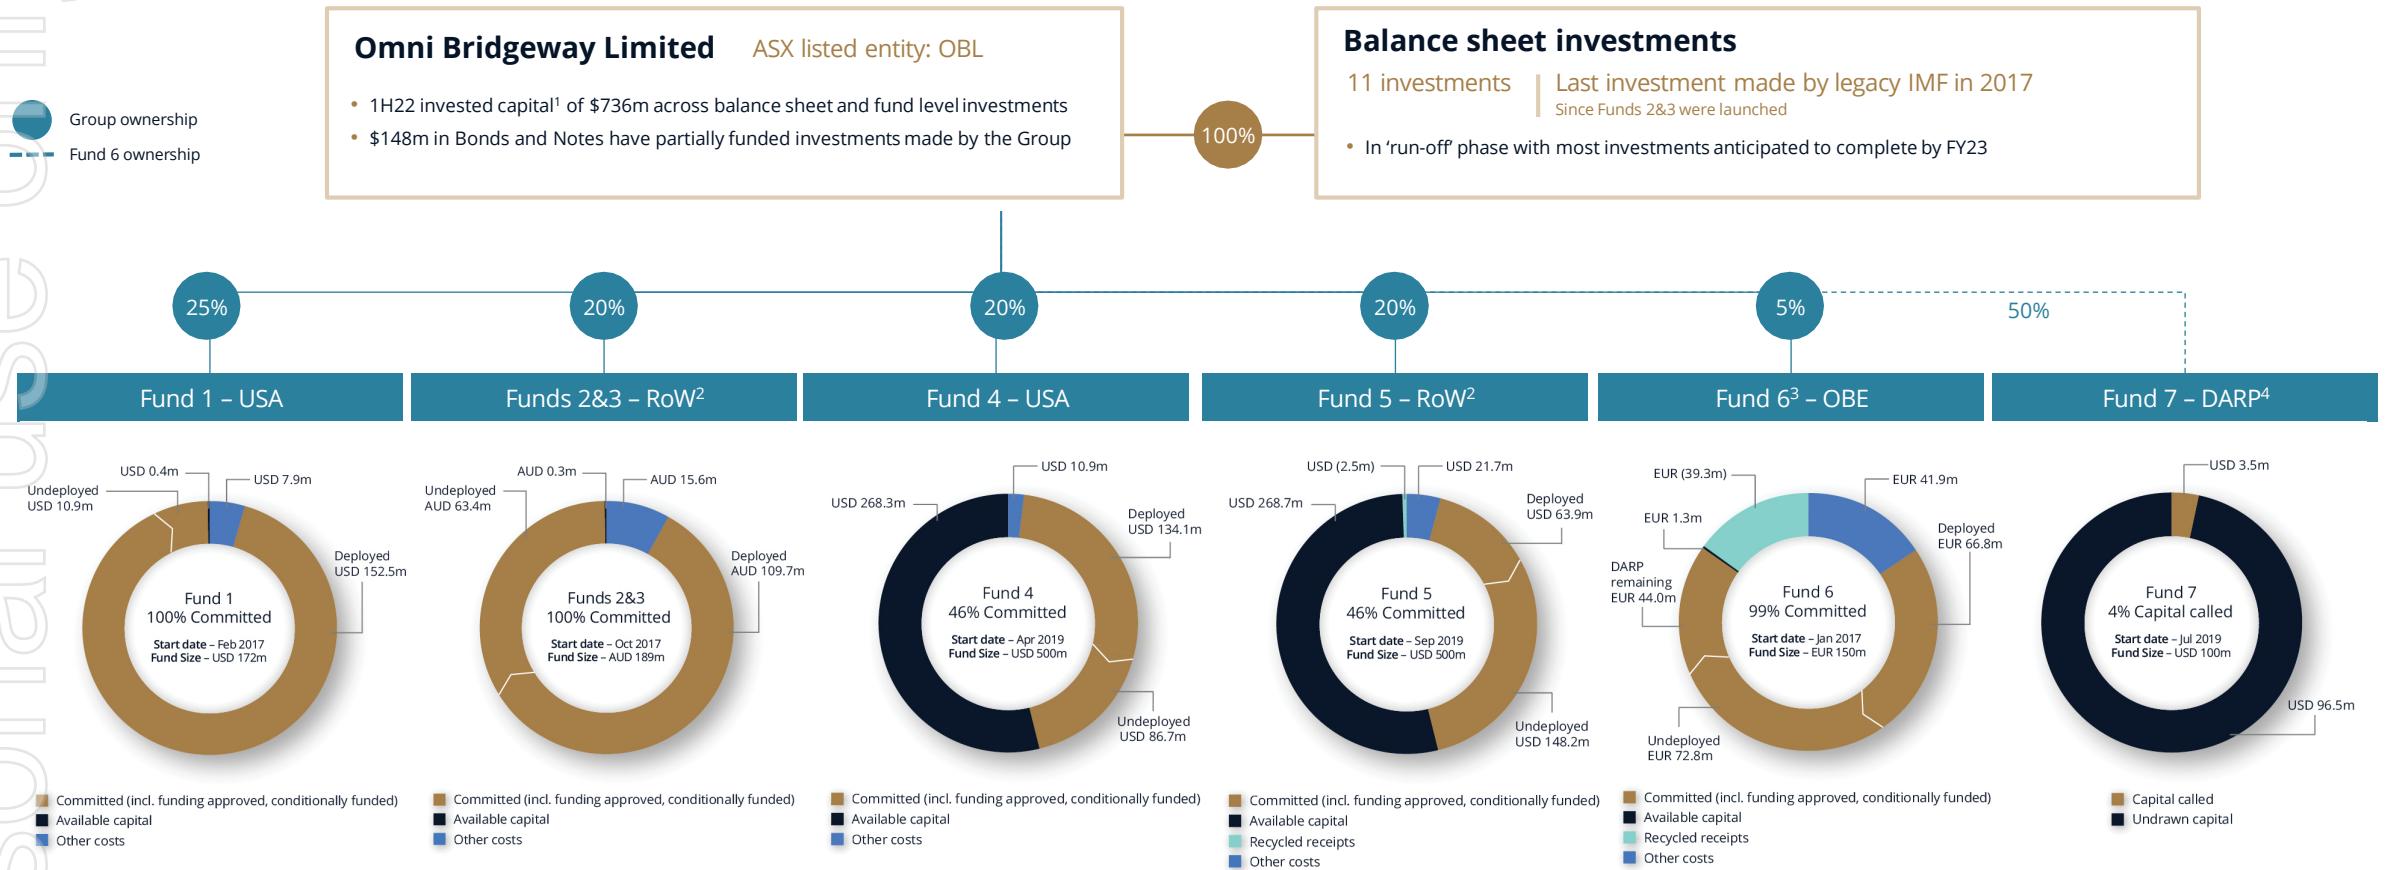 Omni Bridgeway Limited ASX listed entity: OBL
• 1H22 invested capital¹ of $736m across balance sheet and fund level investments
• $148m in Bonds and Notes have partially funded investments made by the Group
100%
Balance sheet investments
11 investments
Last investment made by legacy IMF in 2017
Since Funds 2&3 were launched
• In ‘run-off’ phase with most investments anticipated to complete by FY23
Group ownership
Fund 6 ownership
25%
20%
20%
20%
5%
50%
Fund 1 – USA
Funds 2&3 – RoW²
Fund 4 – USA
Fund 5 – RoW²
Fund 6³ – OBE
Fund 7 – DARP⁴
USD 0.4m
USD 7.9m
Undeployed
USD 10.9m
Deployed
USD 152.5m
Fund 1
100% Committed
Start date – Feb 2017
Fund Size – USD 172m
Committed (incl. funding approved, conditionally funded)
Available capital
Other costs
AUD 0.3m
AUD 15.6m
Undeployed
AUD 63.4m
Deployed
AUD 109.7m
Funds 2&3
100% Committed
Start date – Oct 2017
Fund Size – AUD 189m
Committed (incl. funding approved, conditionally funded)
Available capital
Other costs
USD 10.9m
USD 268.3m
Deployed
USD 134.1m
Fund 4
46% Committed
Start date – Apr 2019
Fund Size – USD 500m
Undeployed
USD 86.7m
Committed (incl. funding approved, conditionally funded)
Available capital
Other costs
USD (2.5m)
USD 21.7m
USD 268.7m
Deployed
USD 63.9m
Fund 5
46% Committed
Start date – Sep 2019
Fund Size – USD 500m
Undeployed
USD 148.2m
Committed (incl. funding approved, conditionally funded)
Available capital
Recycled receipts
Other costs
EUR (39.3m)
EUR 41.9m
EUR 1.3m
Deployed
EUR 66.8m
DARP
remaining
EUR 44.0m
Fund 6
99% Committed
Start date – Jan 2017
Fund Size – EUR 150m
Undeployed
EUR 72.8m
Committed (incl. funding approved, conditionally funded)
Available capital
Recycled receipts
Other costs
USD 3.5m
Fund 7
4% Capital called
Start date – Jul 2019
Fund Size – USD 100m
USD 96.5m
Capital called
Undrawn capital